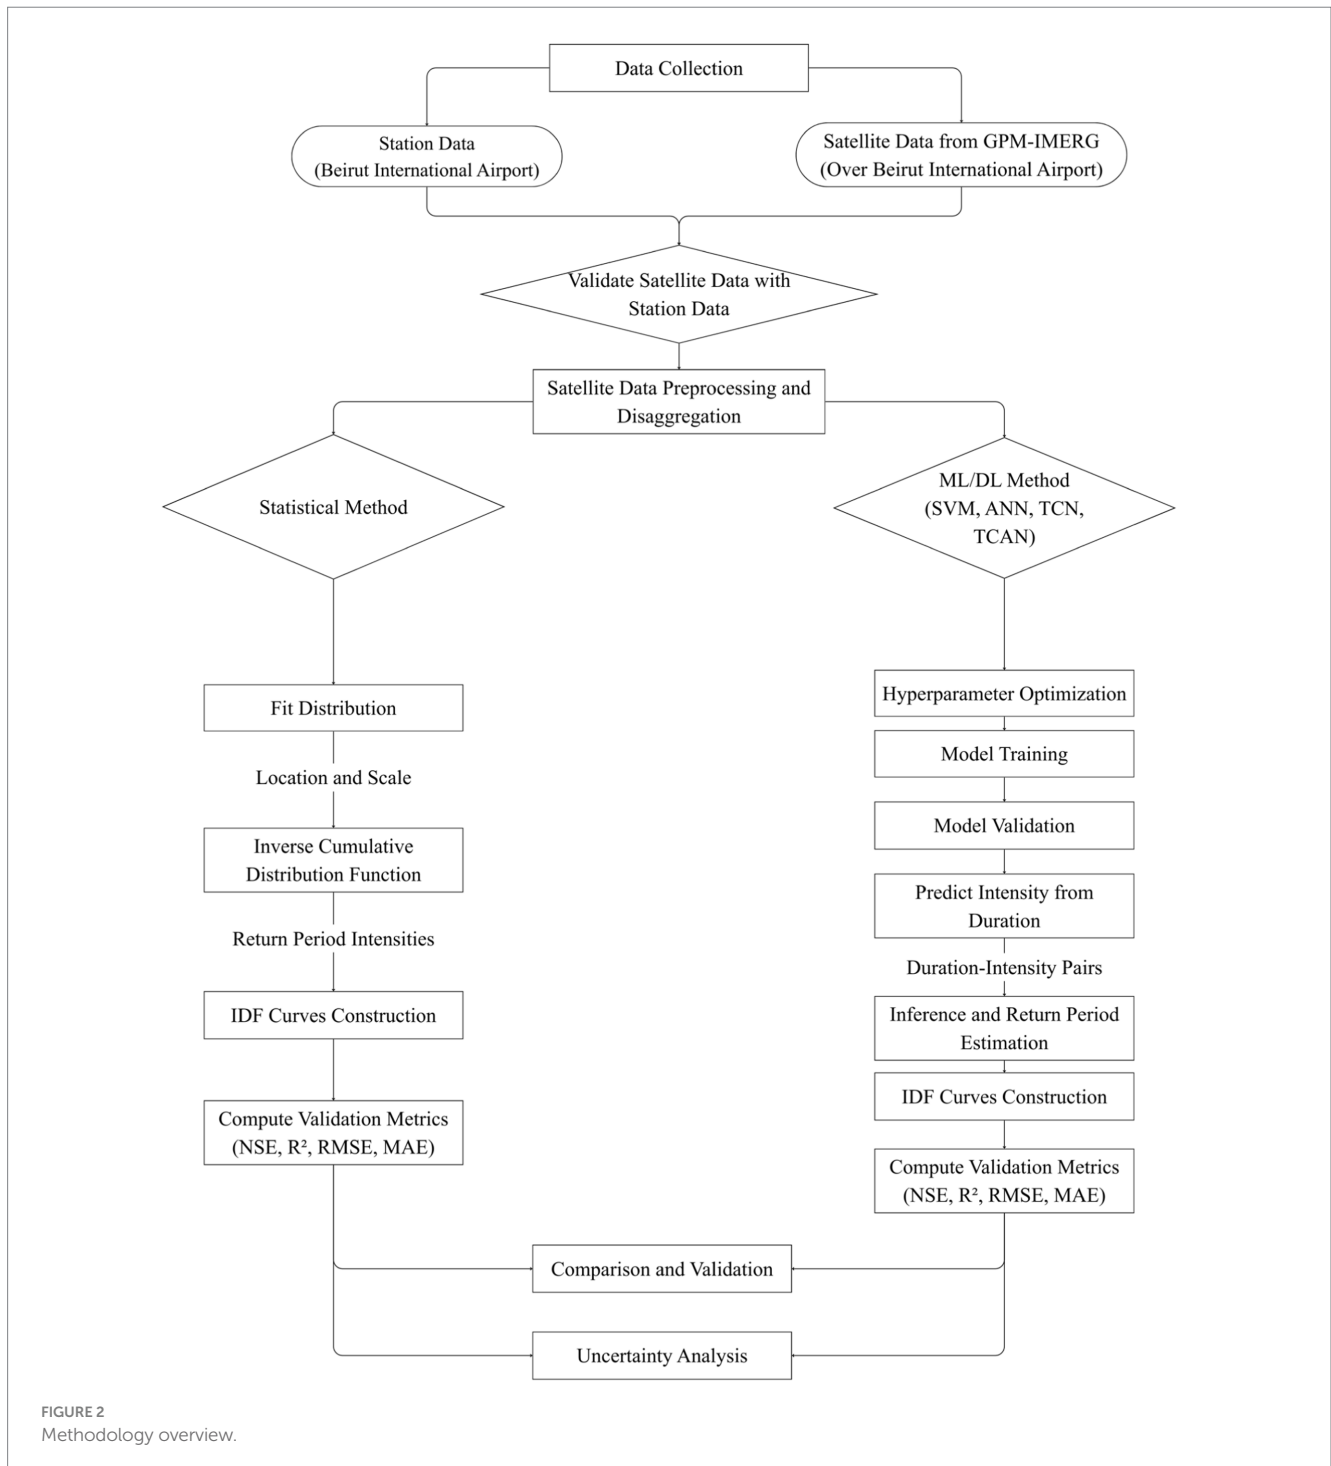 Data Collection
Station Data
(Beirut International Airport)
Satellite Data from GPM-IMERG
(Over Beirut International Airport)
Validate Satellite Data with
Station Data
Satellite Data Preprocessing and
Disaggregation
Statistical Method
Fit Distribution
Location and Scale
Inverse Cumulative
Distribution Function
Return Period Intensities
IDF Curves Construction
Compute Validation Metrics
(NSE, R², RMSE, MAE)
ML/DL Method
(SVM, ANN, TCN,
TCAN)
Hyperparameter Optimization
Model Training
Model Validation
Predict Intensity from
Duration
Duration-Intensity Pairs
Inference and Return Period
Estimation
IDF Curves Construction
Compute Validation Metrics
(NSE, R², RMSE, MAE)
Comparison and Validation
Uncertainty Analysis
FIGURE 2
Methodology overview.